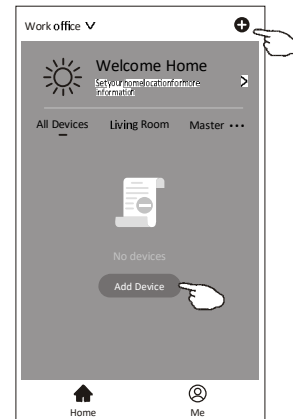 Work office
Welcome Home
Set your home location for more
information
All Devices Living Room Master •••
No devices
Add Device
Home Me